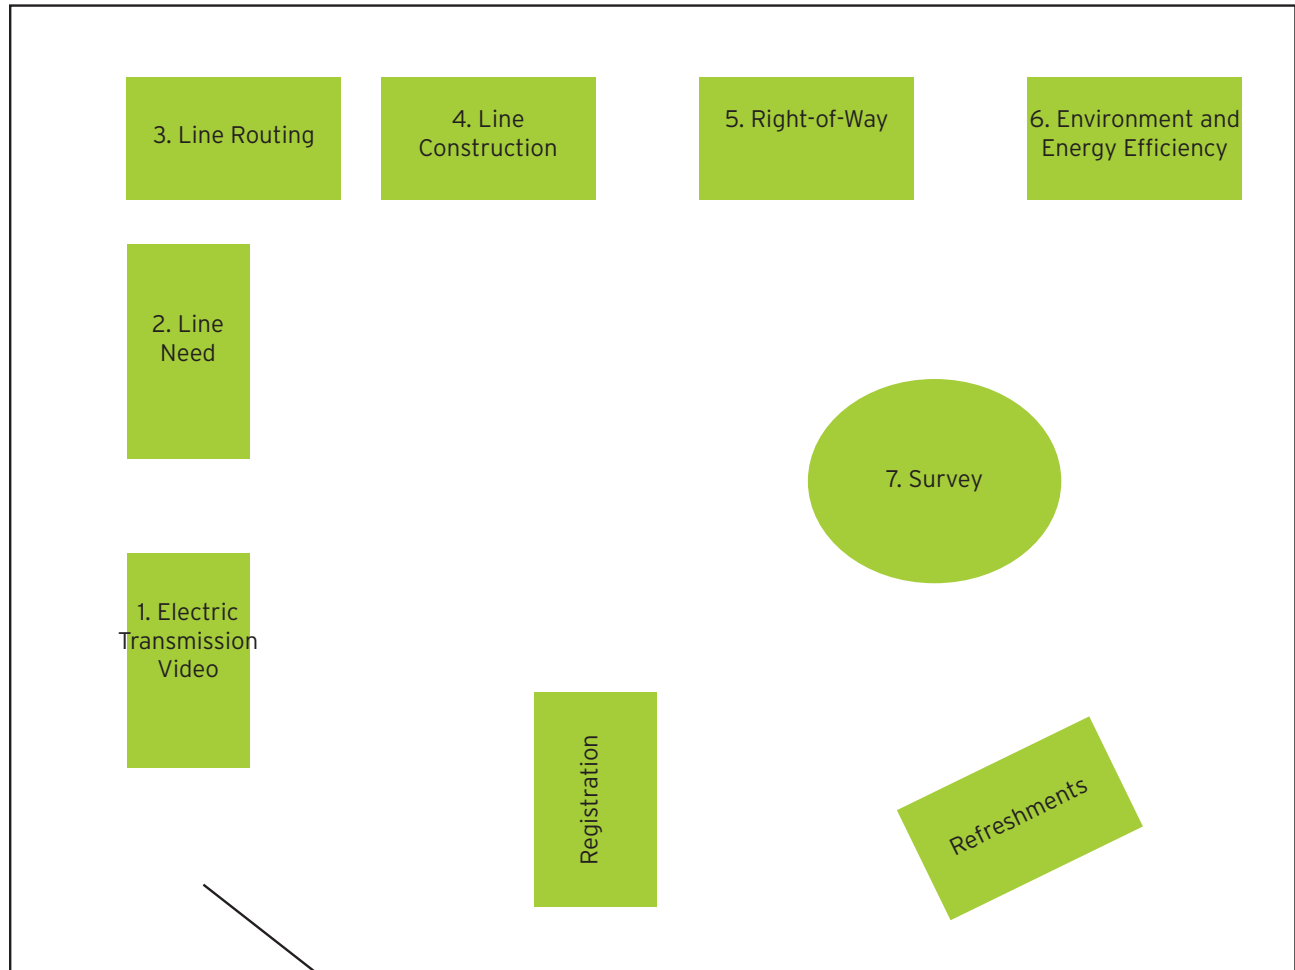 3. Line Routing
4. Line
Construction
5. Right-of-Way
6. Environment and
Energy Efficiency
2. Line
Need
7. Survey
1. Electric
Transmission
Video
Registration
Refreshments